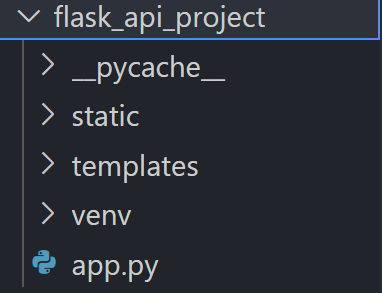 flask_api_project
__pycache__
static
templates
venv
app.py